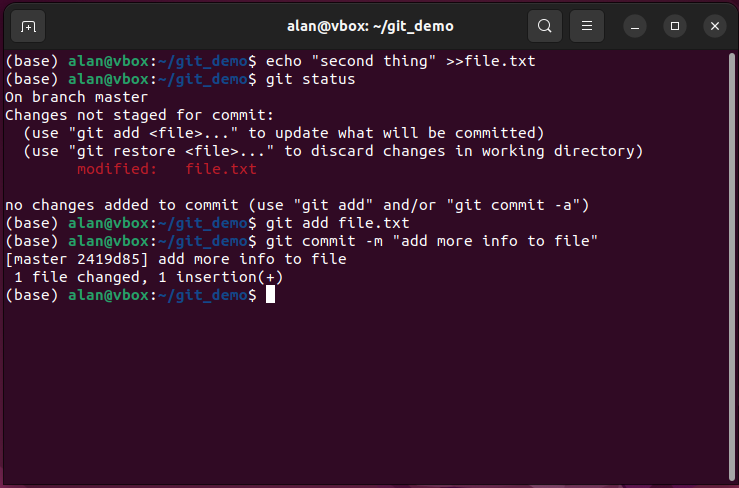 alan@vbox: ~/git_demo
(base) alan@vbox:~/git_demo$ echo "second thing" >>file.txt
(base) alan@vbox:~/git_demo$ git status
On branch master
Changes not staged for commit:
  (use "git add <file>..." to update what will be committed)
  (use "git restore <file>..." to discard changes in working directory)
        modified:   file.txt

no changes added to commit (use "git add" and/or "git commit -a")
(base) alan@vbox:~/git_demo$ git add file.txt
(base) alan@vbox:~/git_demo$ git commit -m "add more info to file"
[master 2419d85] add more info to file
 1 file changed, 1 insertion(+)
(base) alan@vbox:~/git_demo$